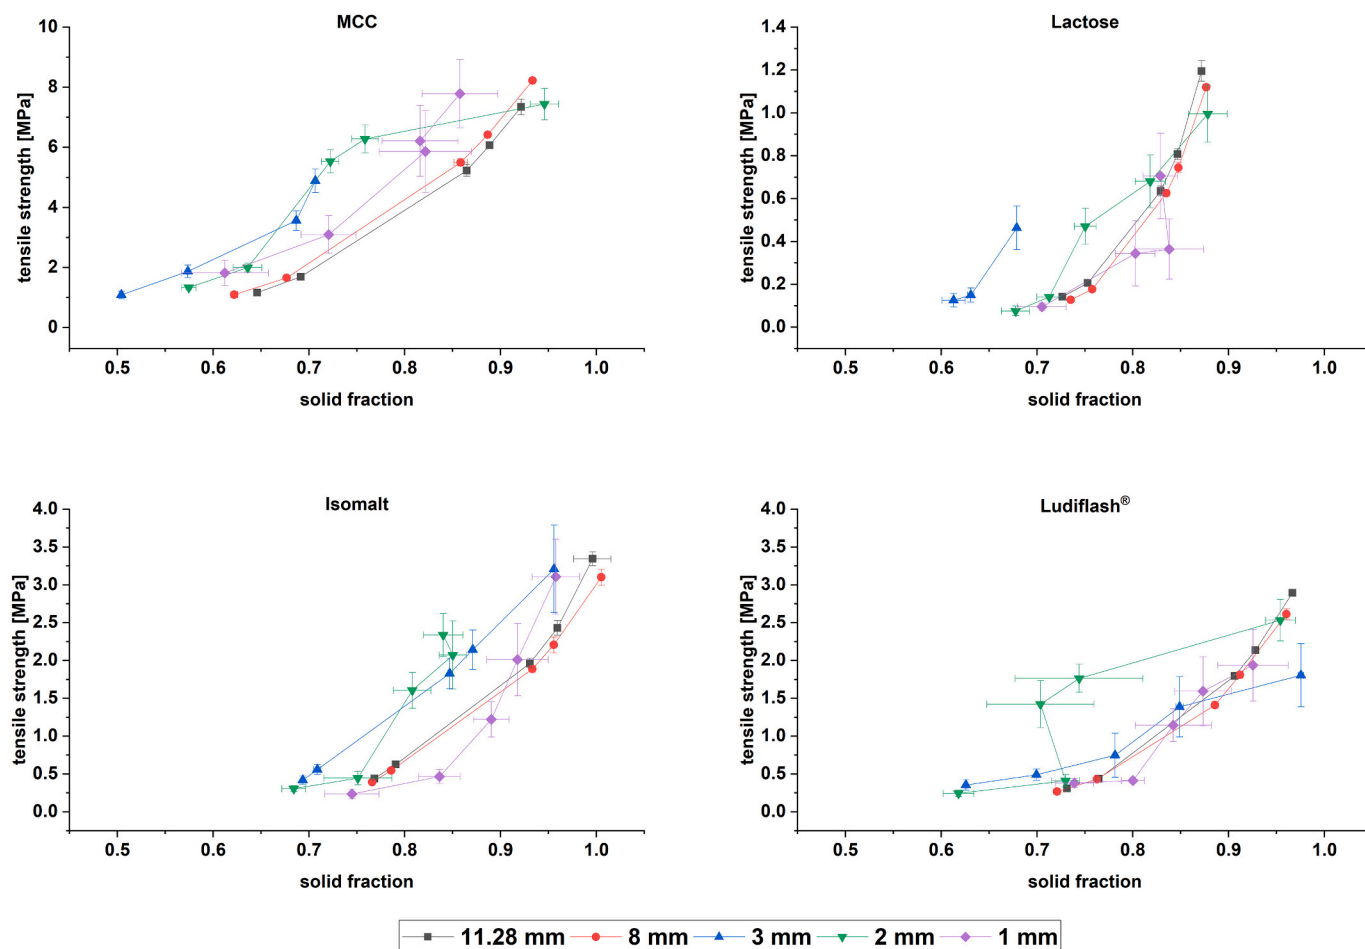 MCC
10
8
6
4
2
0
tensile strength [MPa]
0.5 0.6 0.7 0.8 0.9 1.0
solid fraction
Lactose
1.4
1.2
1.0
0.8
0.6
0.4
0.2
0.0
tensile strength [MPa]
0.5 0.6 0.7 0.8 0.9 1.0
solid fraction
Isomalt
4.0
3.5
3.0
2.5
2.0
1.5
1.0
0.5
0.0
tensile strength [MPa]
0.5 0.6 0.7 0.8 0.9 1.0
solid fraction
Ludiflash®
4.0
3.5
3.0
2.5
2.0
1.5
1.0
0.5
0.0
tensile strength [MPa]
0.5 0.6 0.7 0.8 0.9 1.0
solid fraction
11.28 mm 8 mm 3 mm 2 mm 1 mm